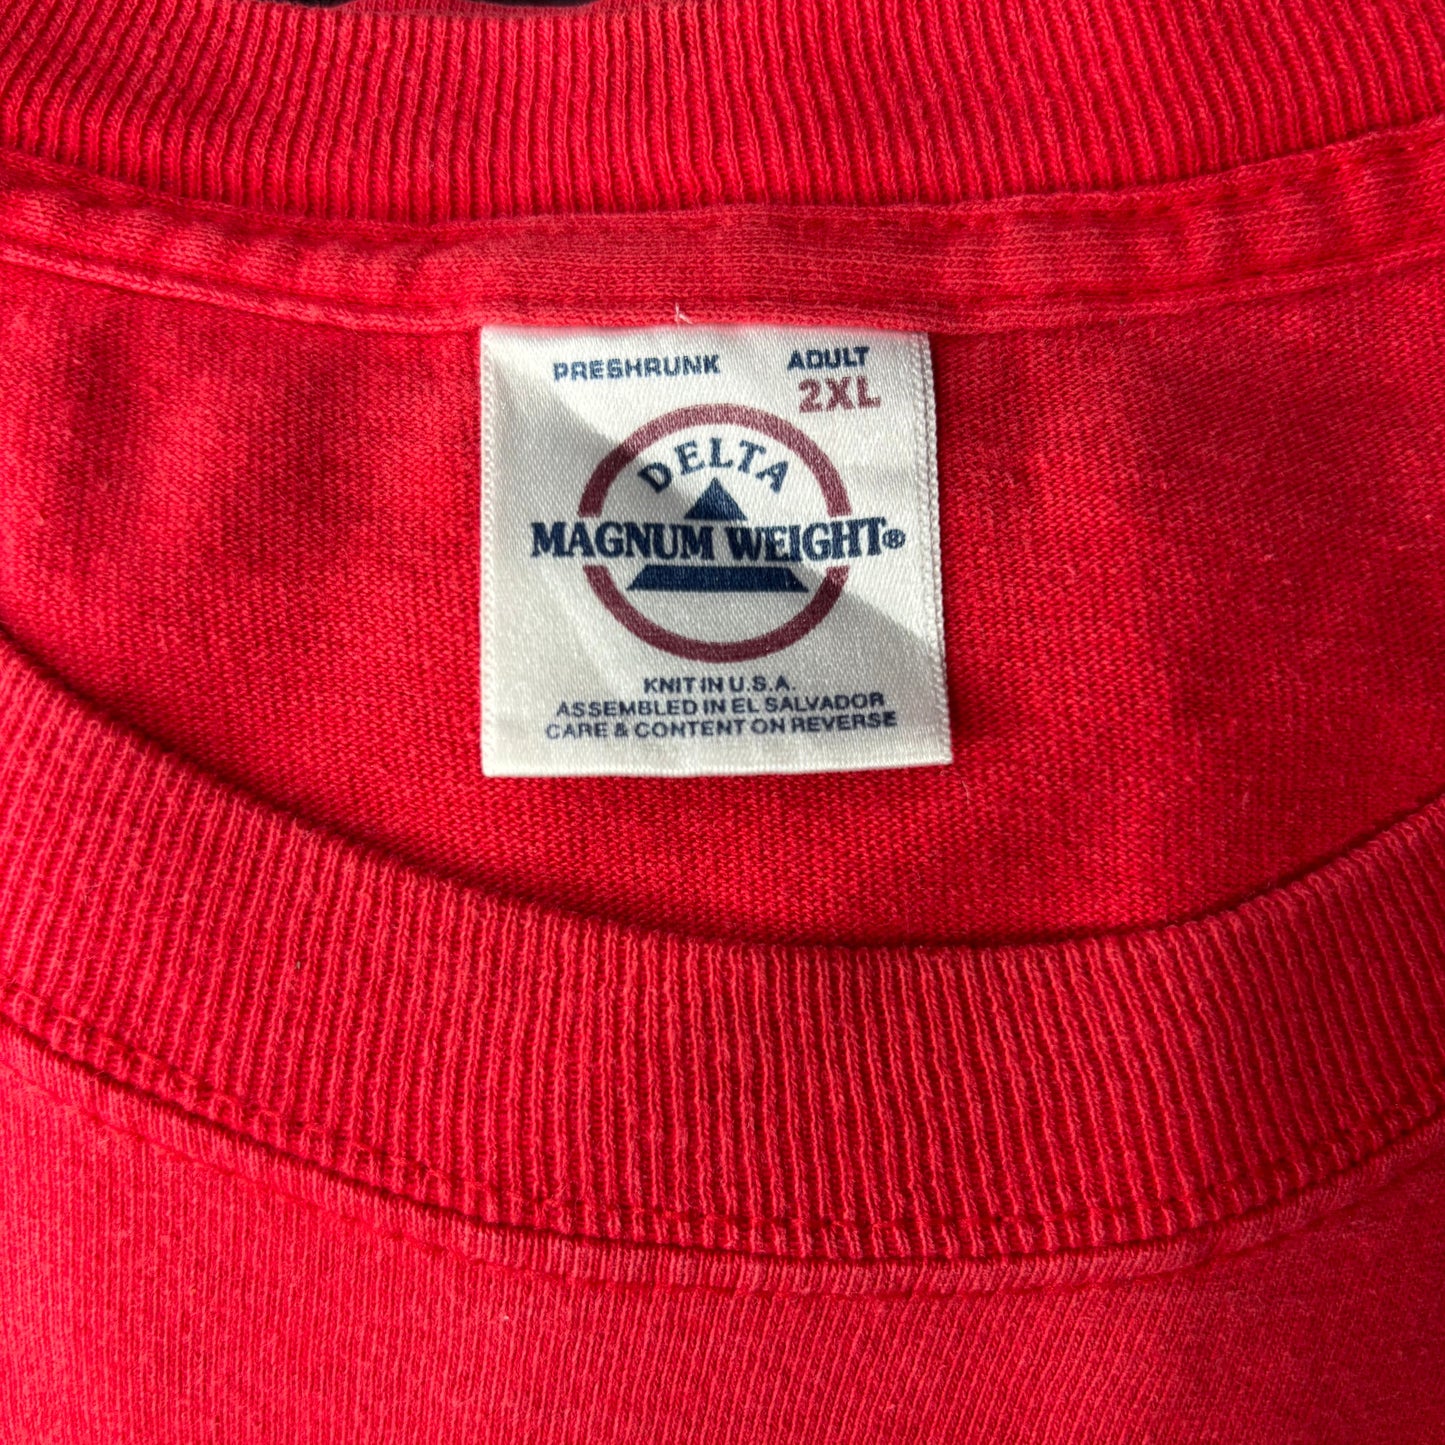 PRESHRUNK ADULT
2XL
DELTA
MAGNUM WEIGHT®
KNIT IN U.S.A.
ASSEMBLED IN EL SALVADOR
CARE & CONTENT ON REVERSE